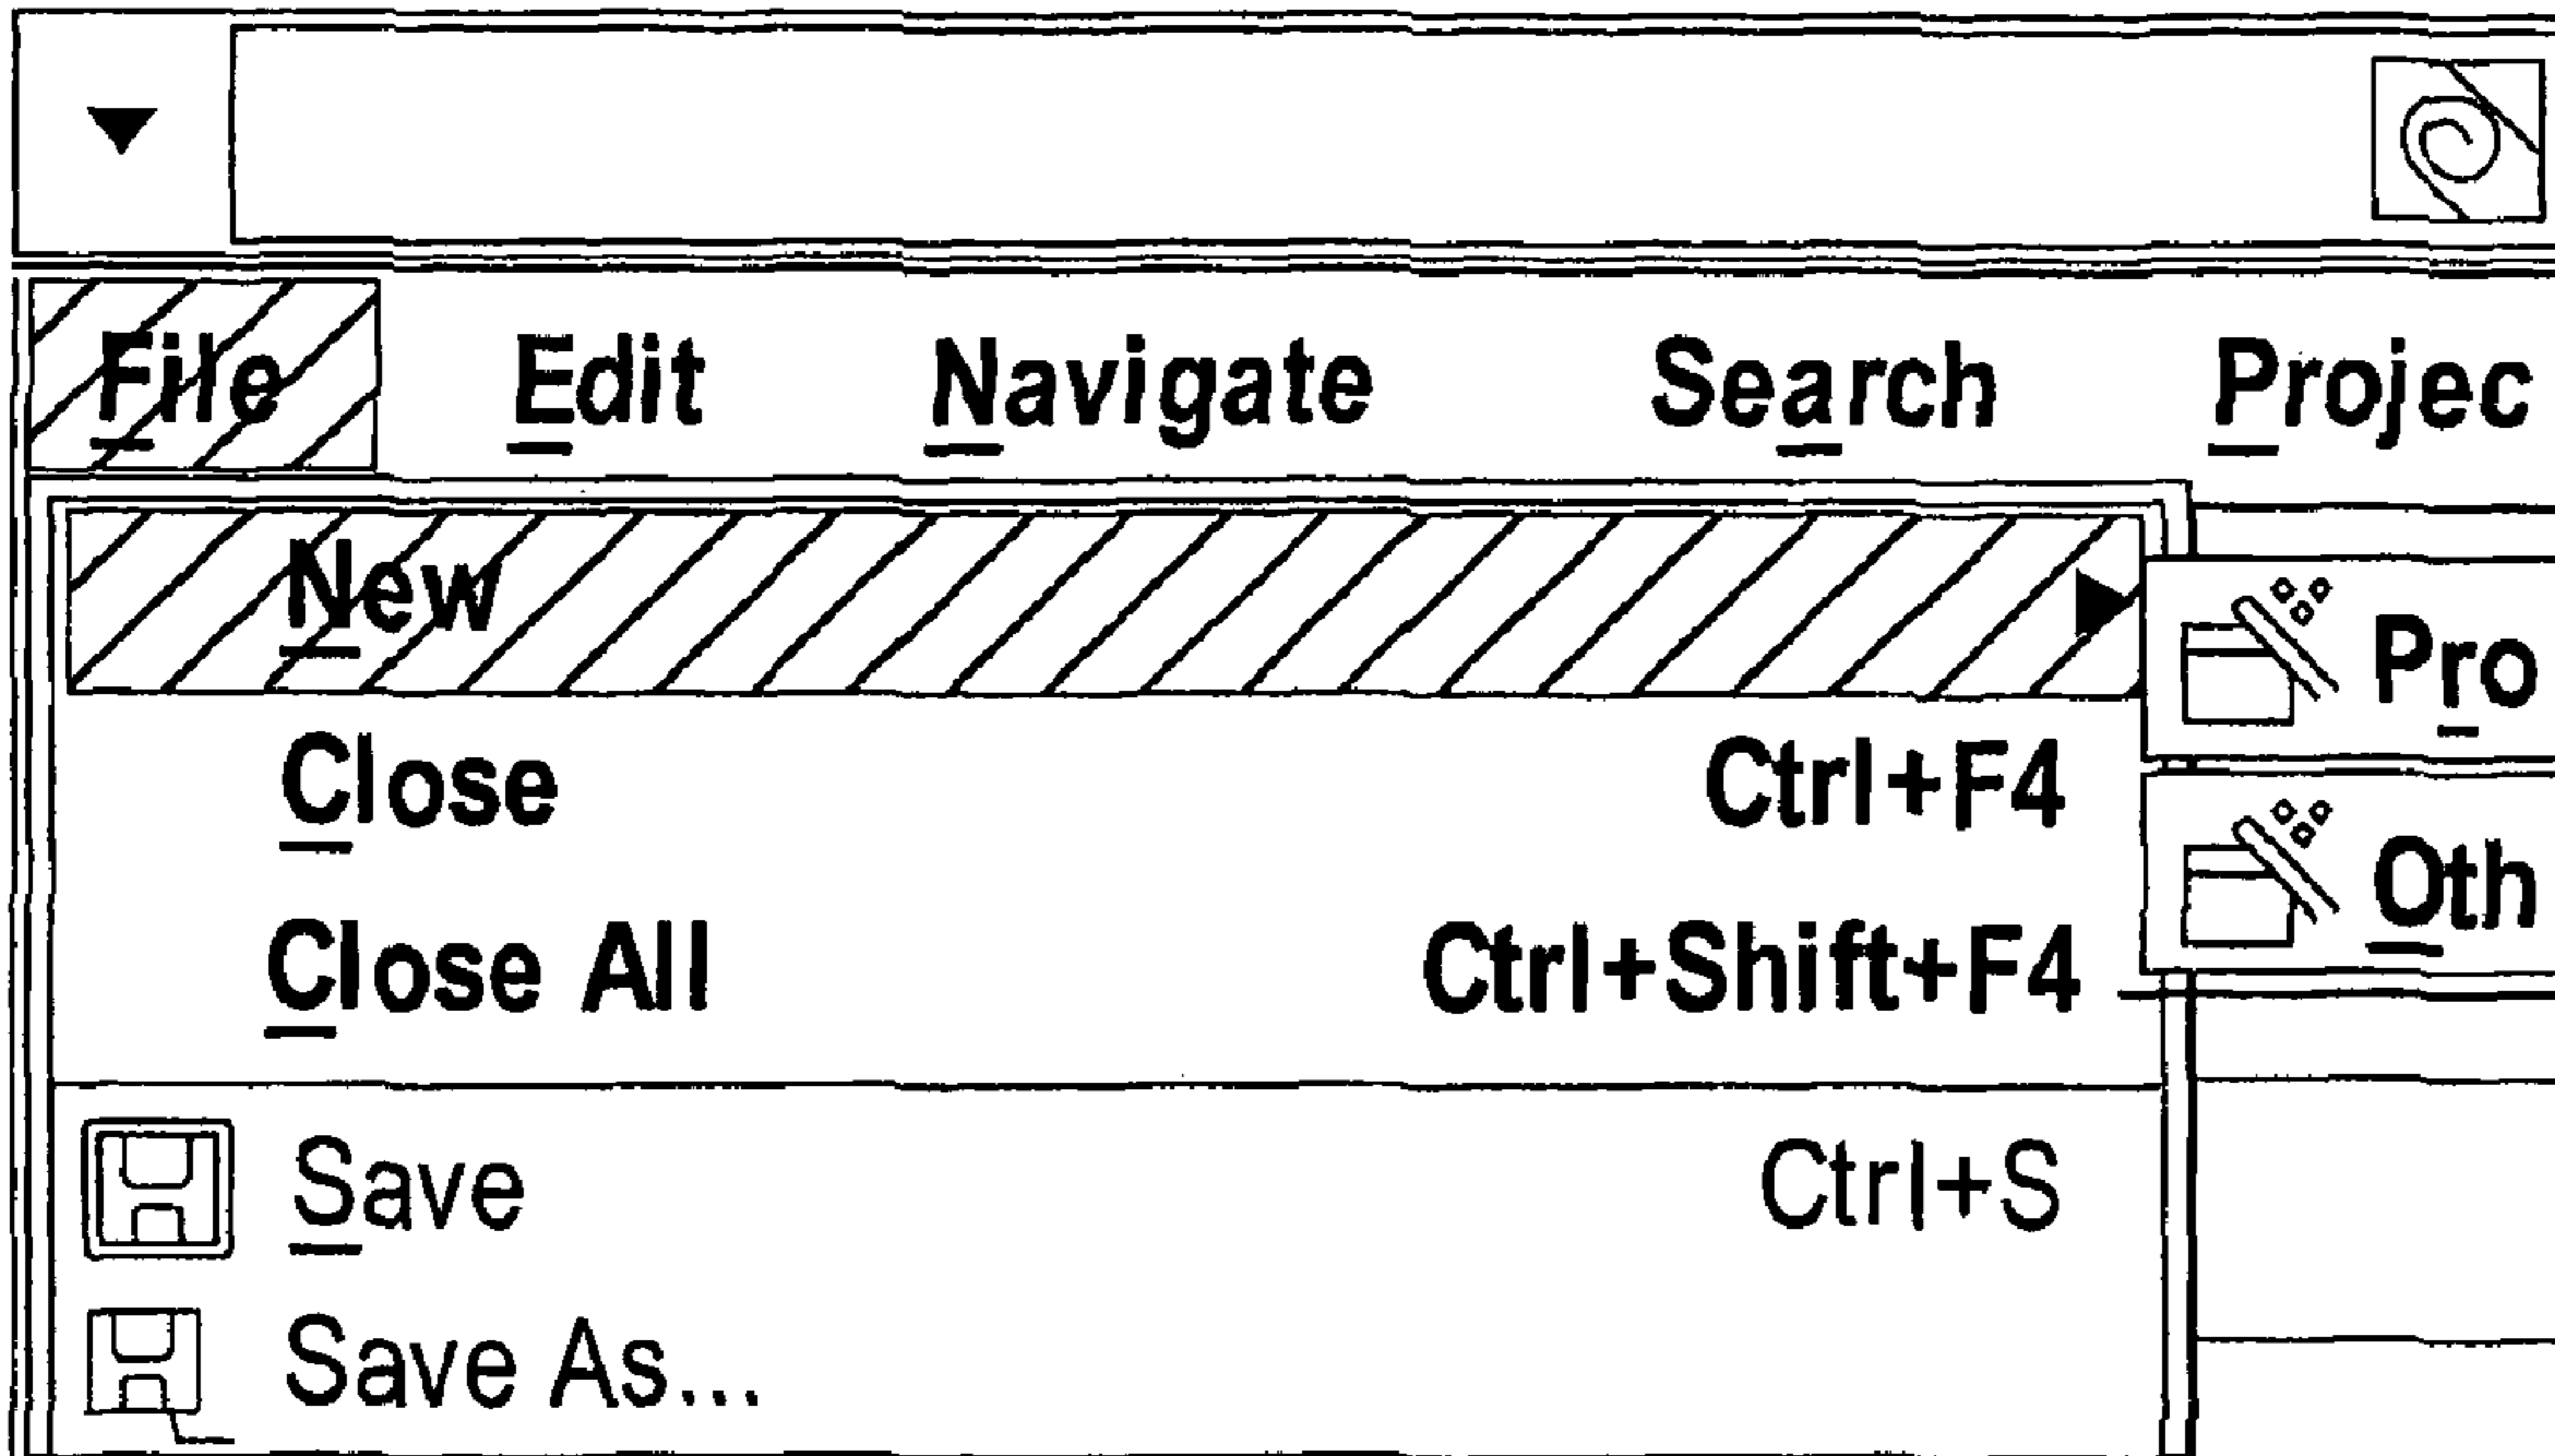 File Edit Navigate Search Projec
New
Pro
Close Ctrl+F4
Oth
Close All Ctrl+Shift+F4
Save Ctrl+S
Save As...